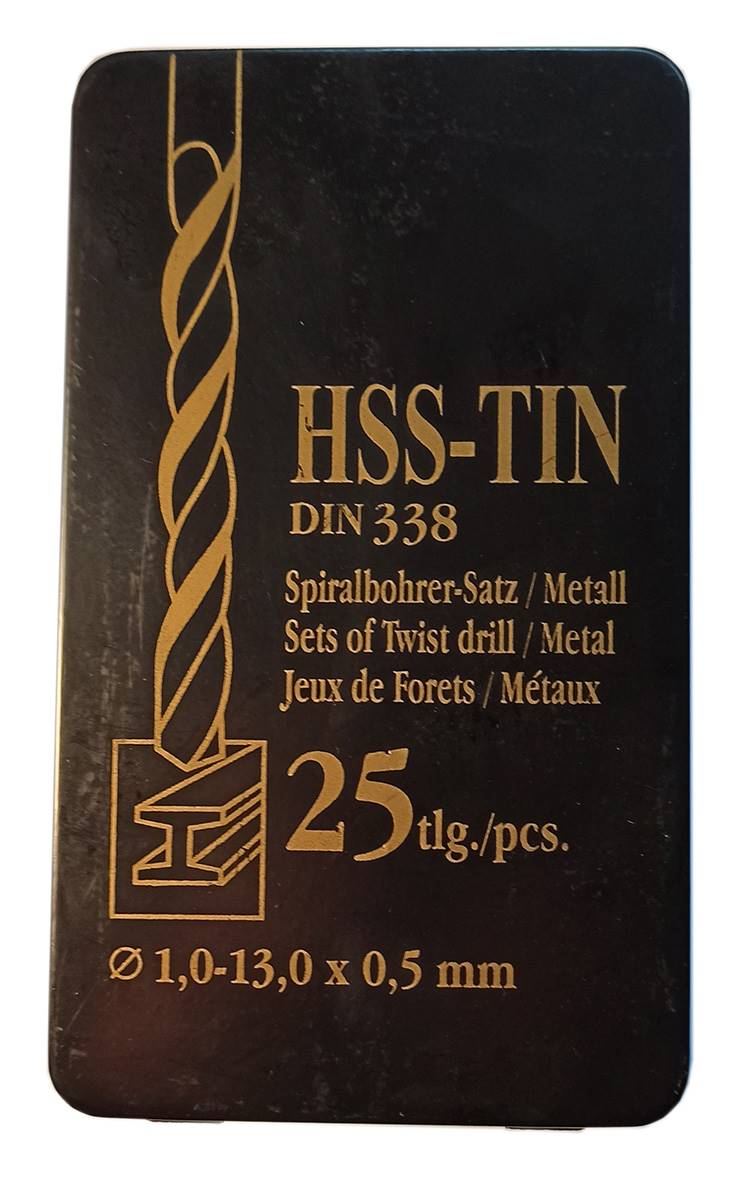 HSS-TIN
DIN 338
Spiralbohrer-Satz / Metall
Sets of Twist drill / Metal
Jeux de Forets / Métaux
25 tlg./pcs.
Ø 1,0-13,0 x 0,5 mm